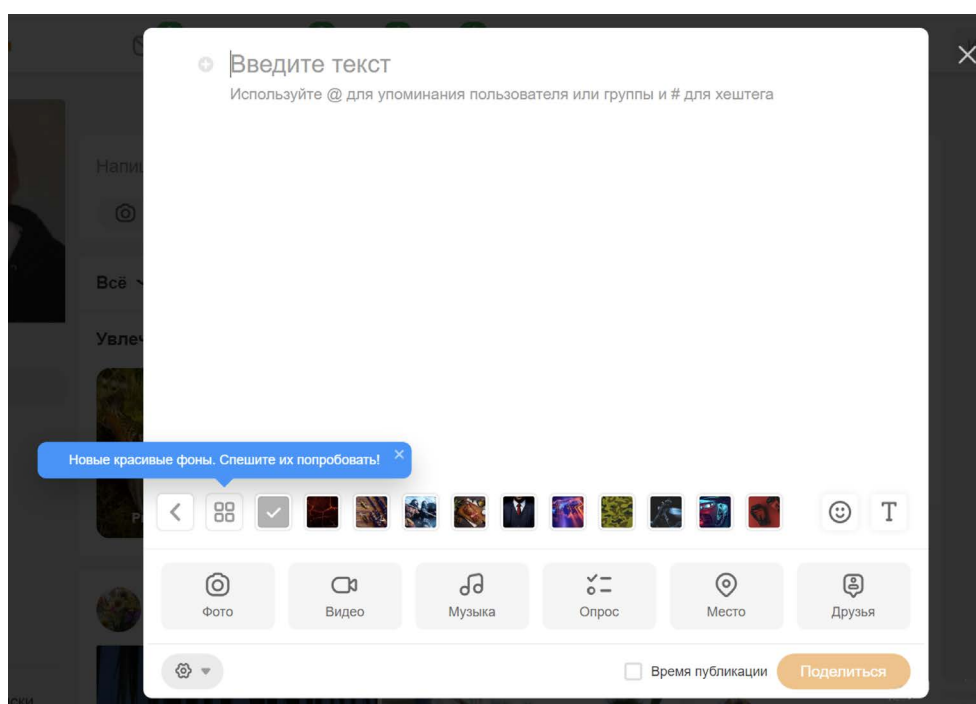 Введите текст
Используйте @ для упоминания пользователя или группы и # для хештега
Всё
Новые красивые фоны. Спешите их попробовать!
T
Фото
Видео
Музыка
Опрос
Место
Друзья
Время публикации
Поделиться